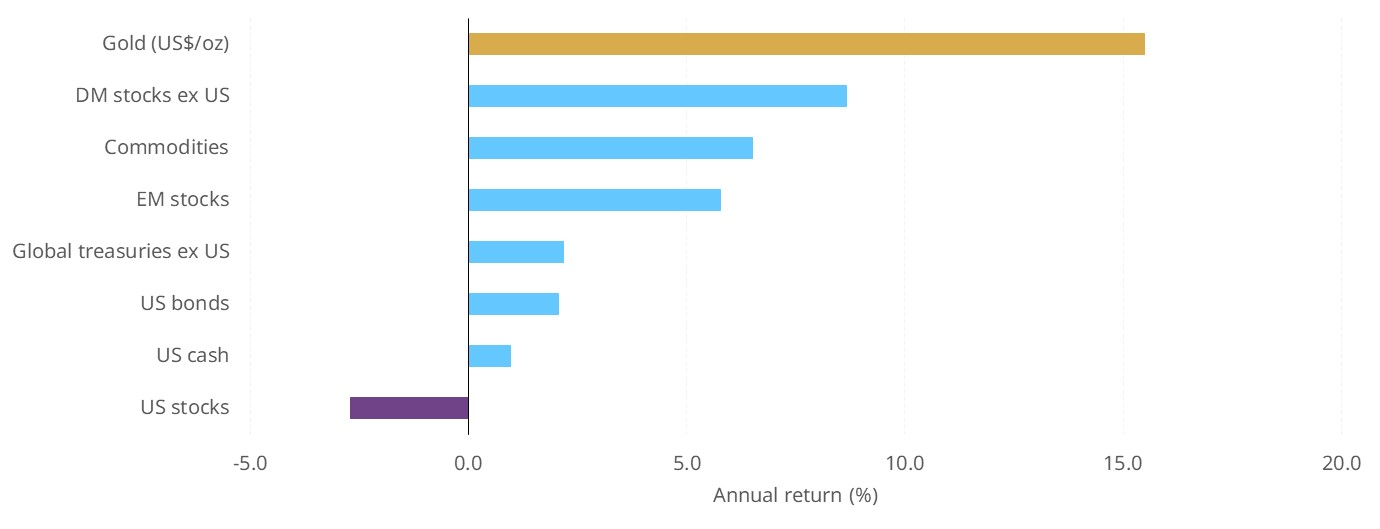 Gold (US$/oz)
DM stocks ex US
Commodities
EM stocks
Global treasuries ex US
US bonds
US cash
US stocks
-5.0 0.0 5.0 10.0 15.0 20.0
Annual return (%)